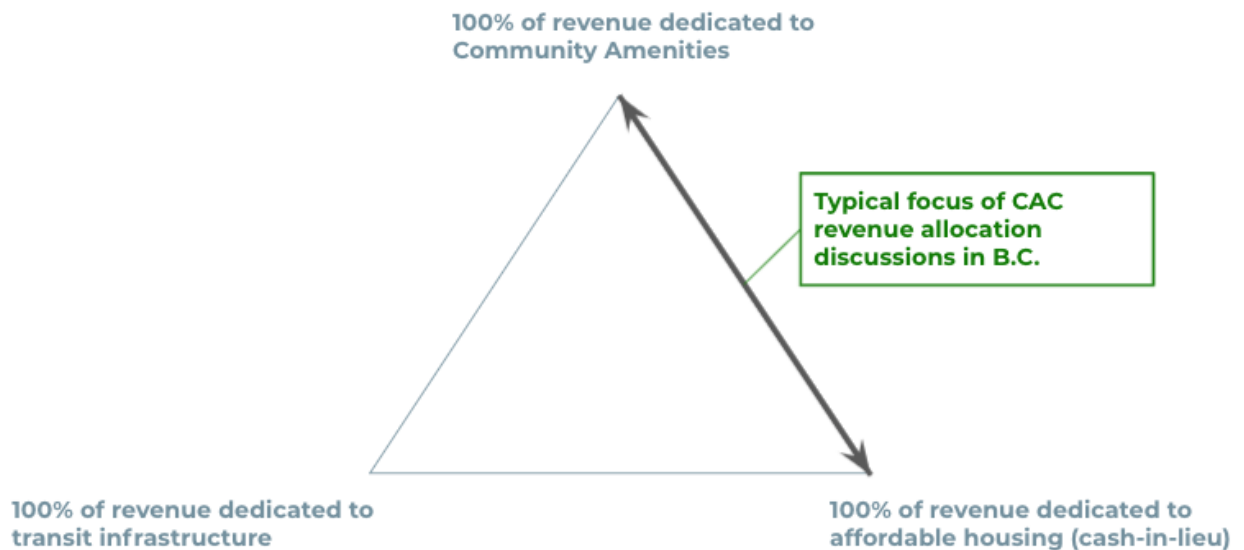 100% of revenue dedicated to
Community Amenities
Typical focus of CAC
revenue allocation
discussions in B.C.
100% of revenue dedicated to
transit infrastructure
100% of revenue dedicated to
affordable housing (cash-in-lieu)